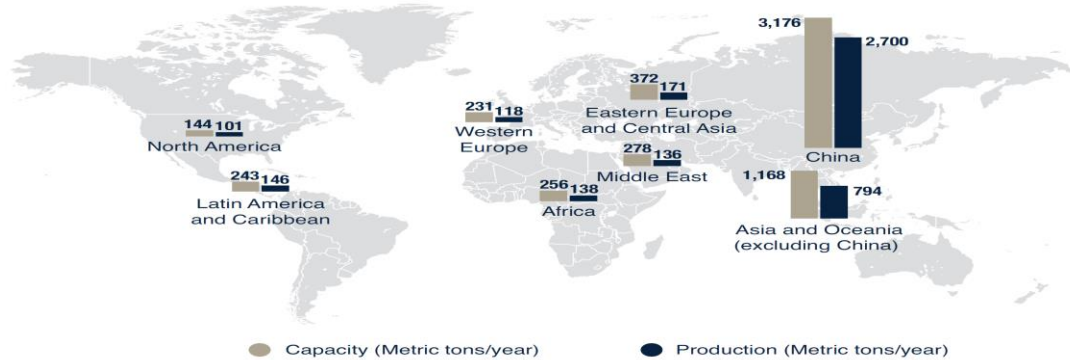 3,176
2,700
China
372
171
Eastern Europe
and Central Asia
231
118
Western
Europe
144
101
North America
278
136
Middle East
1,168
794
Asia and Oceania
(excluding China)
243
146
Latin America
and Caribbean
256
138
Africa
Capacity (Metric tons/year)
Production (Metric tons/year)